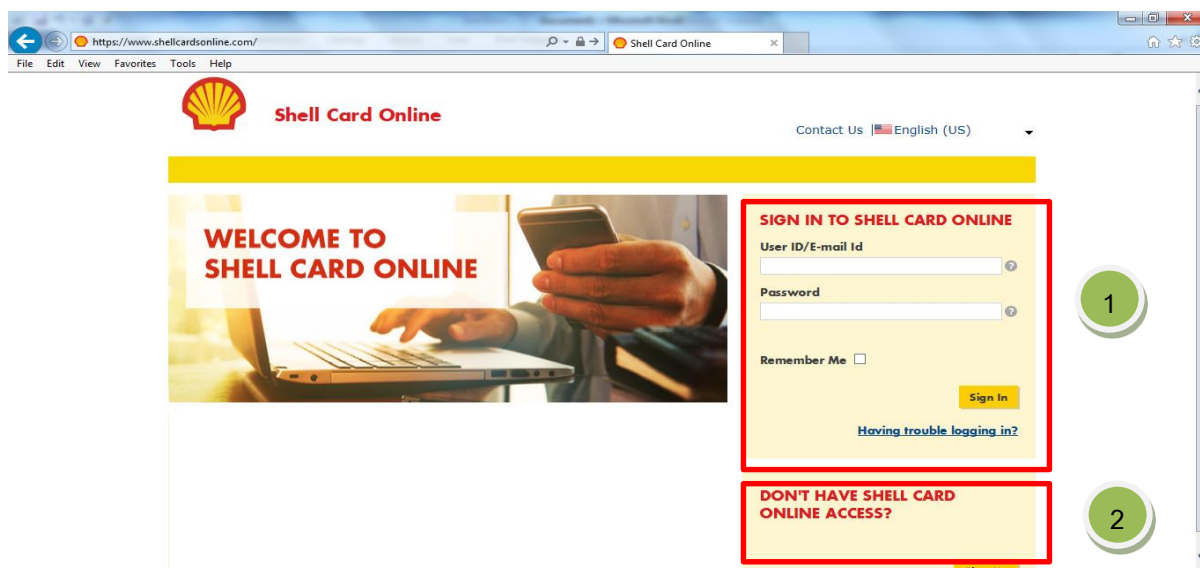 https://www.shellcardsonline.com/
Shell Card Online
File Edit View Favorites Tools Help
Shell Card Online
Contact Us | English (US)
WELCOME TO
SHELL CARD ONLINE
SIGN IN TO SHELL CARD ONLINE
User ID/E-mail Id
Password
Remember Me
Sign In
Having trouble logging in?
1
DON'T HAVE SHELL CARD
ONLINE ACCESS?
2